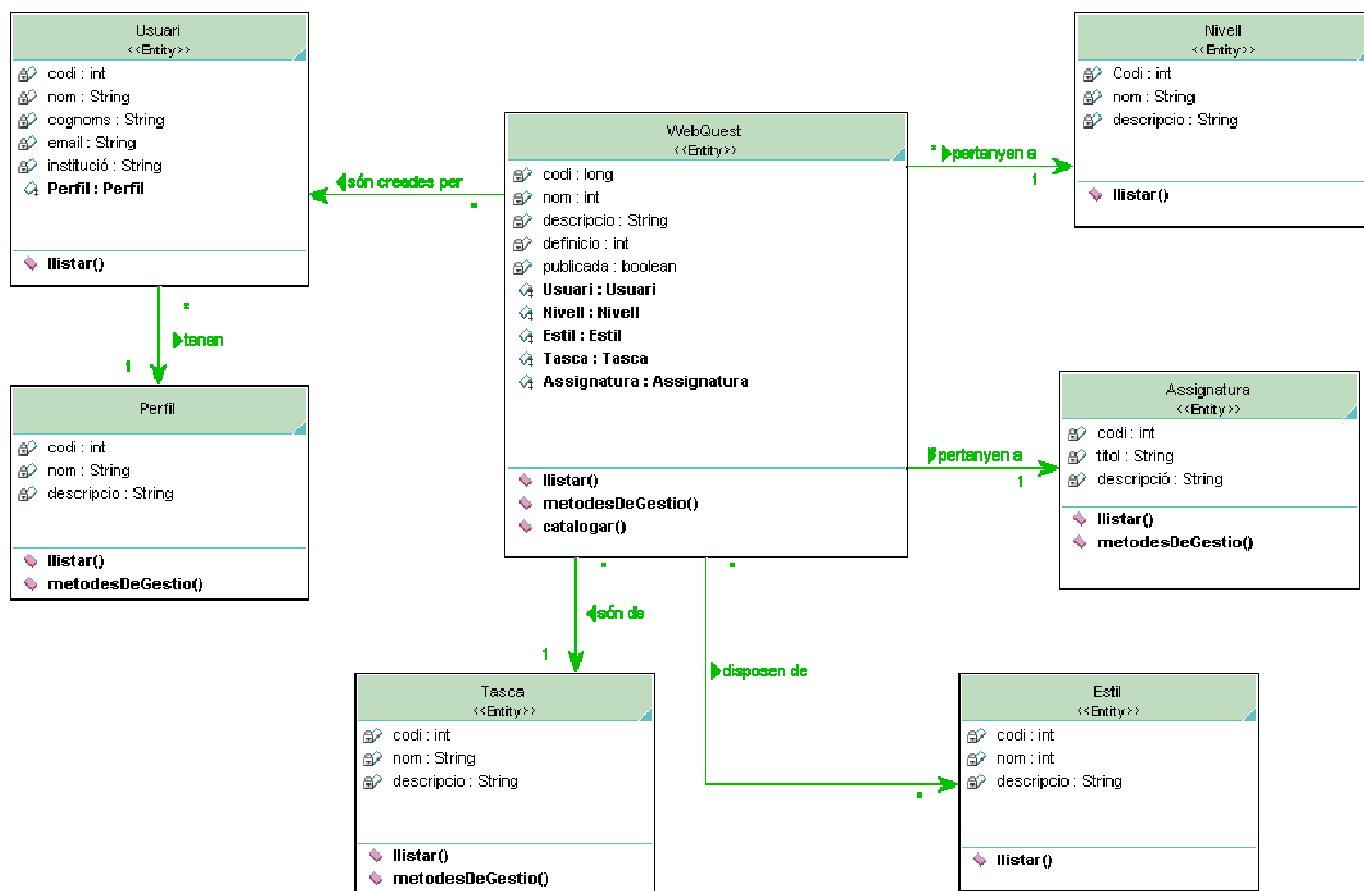 Usuari
<<Entity>>
codi : int
nom : String
cognoms : String
email : String
institució : String
Perfil : Perfil
llistar()
són creades per
*
WebQuest
<<Entity>>
codi : long
nom : int
descripcio : String
definicio : int
publicada : boolean
Usuari : Usuari
Nivell : Nivell
Estil : Estil
Tasca : Tasca
Assignatura : Assignatura
llistar()
metodesDeGestio()
catalogar()
* pertanyen a
1
Nivell
<<Entity>>
Codi : int
nom : String
descripcio : String
llistar()
*
tenen
1
Perfil
codi : int
nom : String
descripcio : String
llistar()
metodesDeGestio()
pertanyen a
1
Assignatura
<<Entity>>
codi : int
titol : String
descripció : String
llistar()
metodesDeGestio()
*
són de
1
*
disposen de
*
Tasca
<<Entity>>
codi : int
nom : String
descripcio : String
llistar()
metodesDeGestio()
Estil
<<Entity>>
codi : int
nom : int
descripcio : String
llistar()